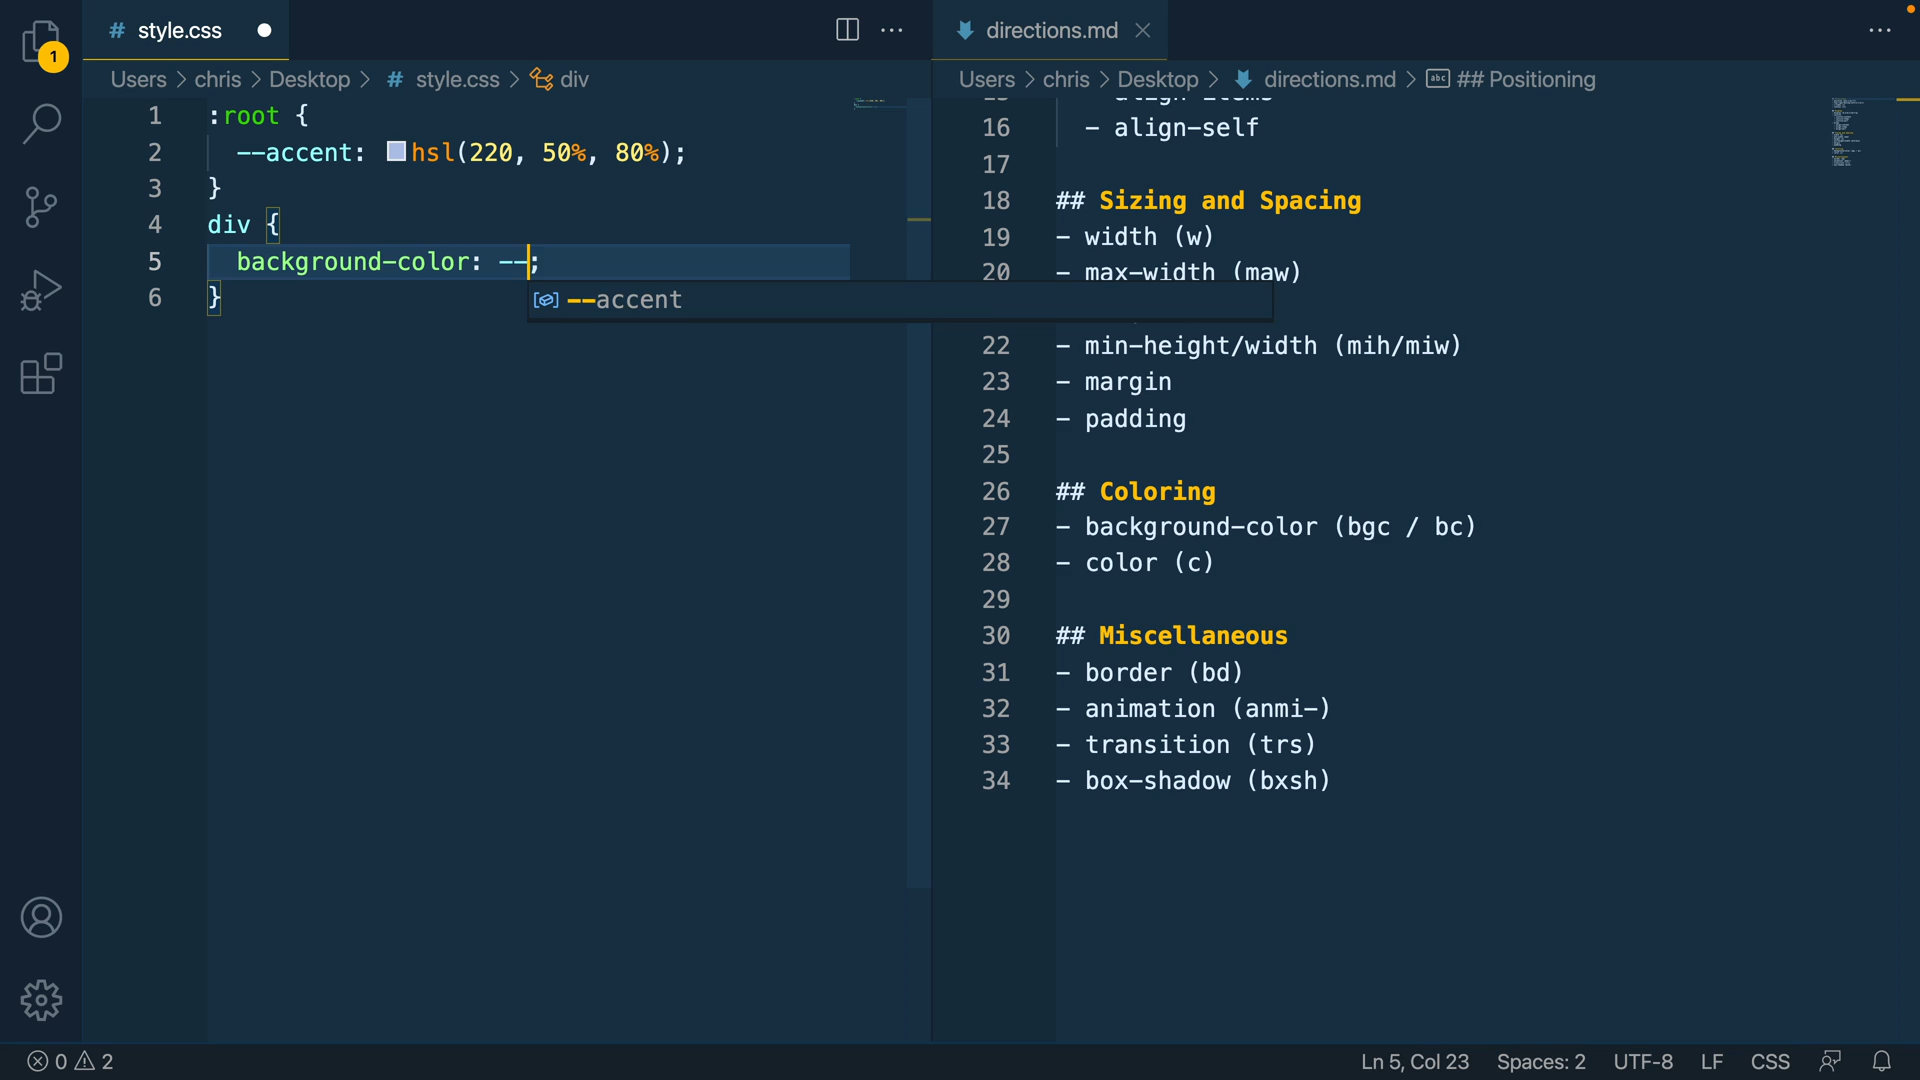 1
# style.css
directions.md
Users > chris > Desktop > # style.css > div
1 :root {
2 --accent: hsl(220, 50%, 80%);
3 }
4 div {
5 background-color: --;
6 }
--accent
Users > chris > Desktop > directions.md > abc ## Positioning
16 - align-self
17
18 ## Sizing and Spacing
19 - width (w)
20 - max-width (maw)
22 - min-height/width (mih/miw)
23 - margin
24 - padding
25
26 ## Coloring
27 - background-color (bgc / bc)
28 - color (c)
29
30 ## Miscellaneous
31 - border (bd)
32 - animation (anmi-)
33 - transition (trs)
34 - box-shadow (bxsh)
0 2
Ln 5, Col 23 Spaces: 2 UTF-8 LF CSS